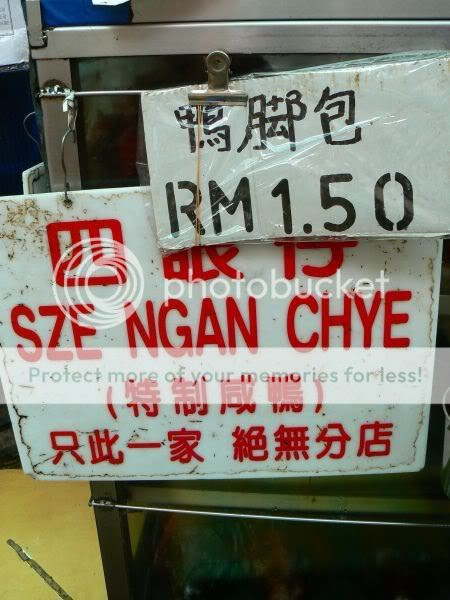 鴨脚包
RM1.50
四眼仔
SZE NGAN CHYE
(特制咸鴨)
只此一家 絕無分店
photobucket
Protect more of your memories for less!